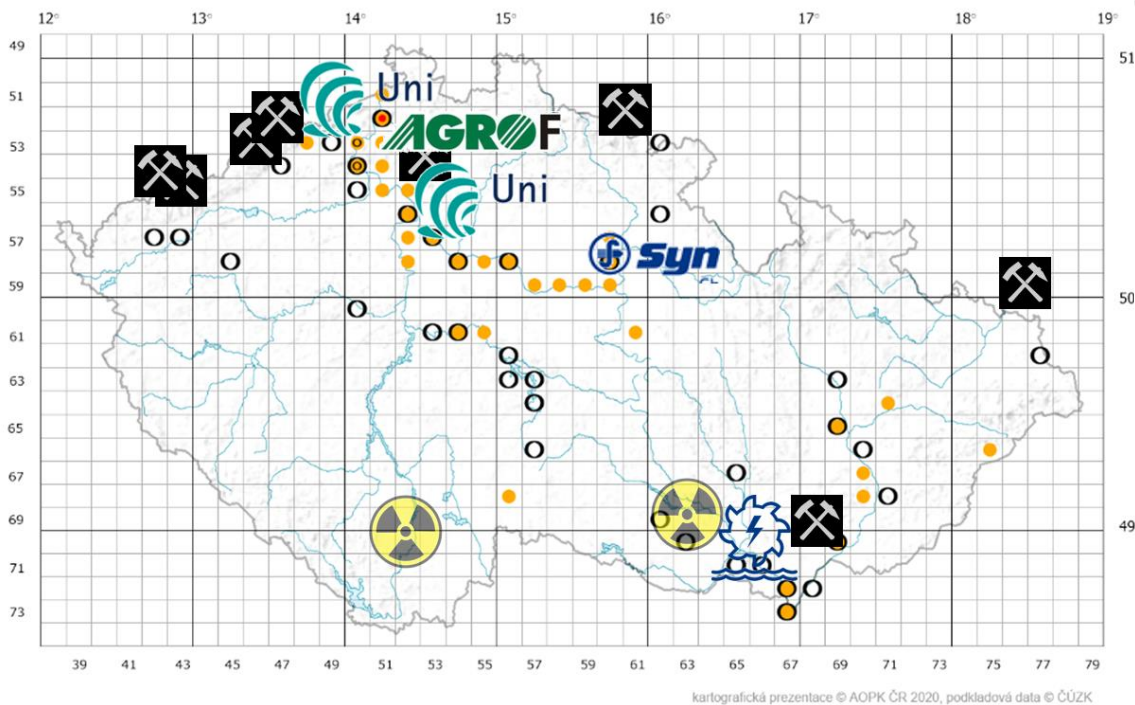 12° 13° 14° 15° 16° 17° 18° 19°
49 51
51 Uni
AGROF
53
55 Uni
57
Syn
FL
59 50
61
63
65
67
69 49
71
73
39 41 43 45 47 49 51 53 55 57 59 61 63 65 67 69 71 73 75 77 79
kartografická prezentace © AOPK ČR 2020, podkladová data © ČÚZK